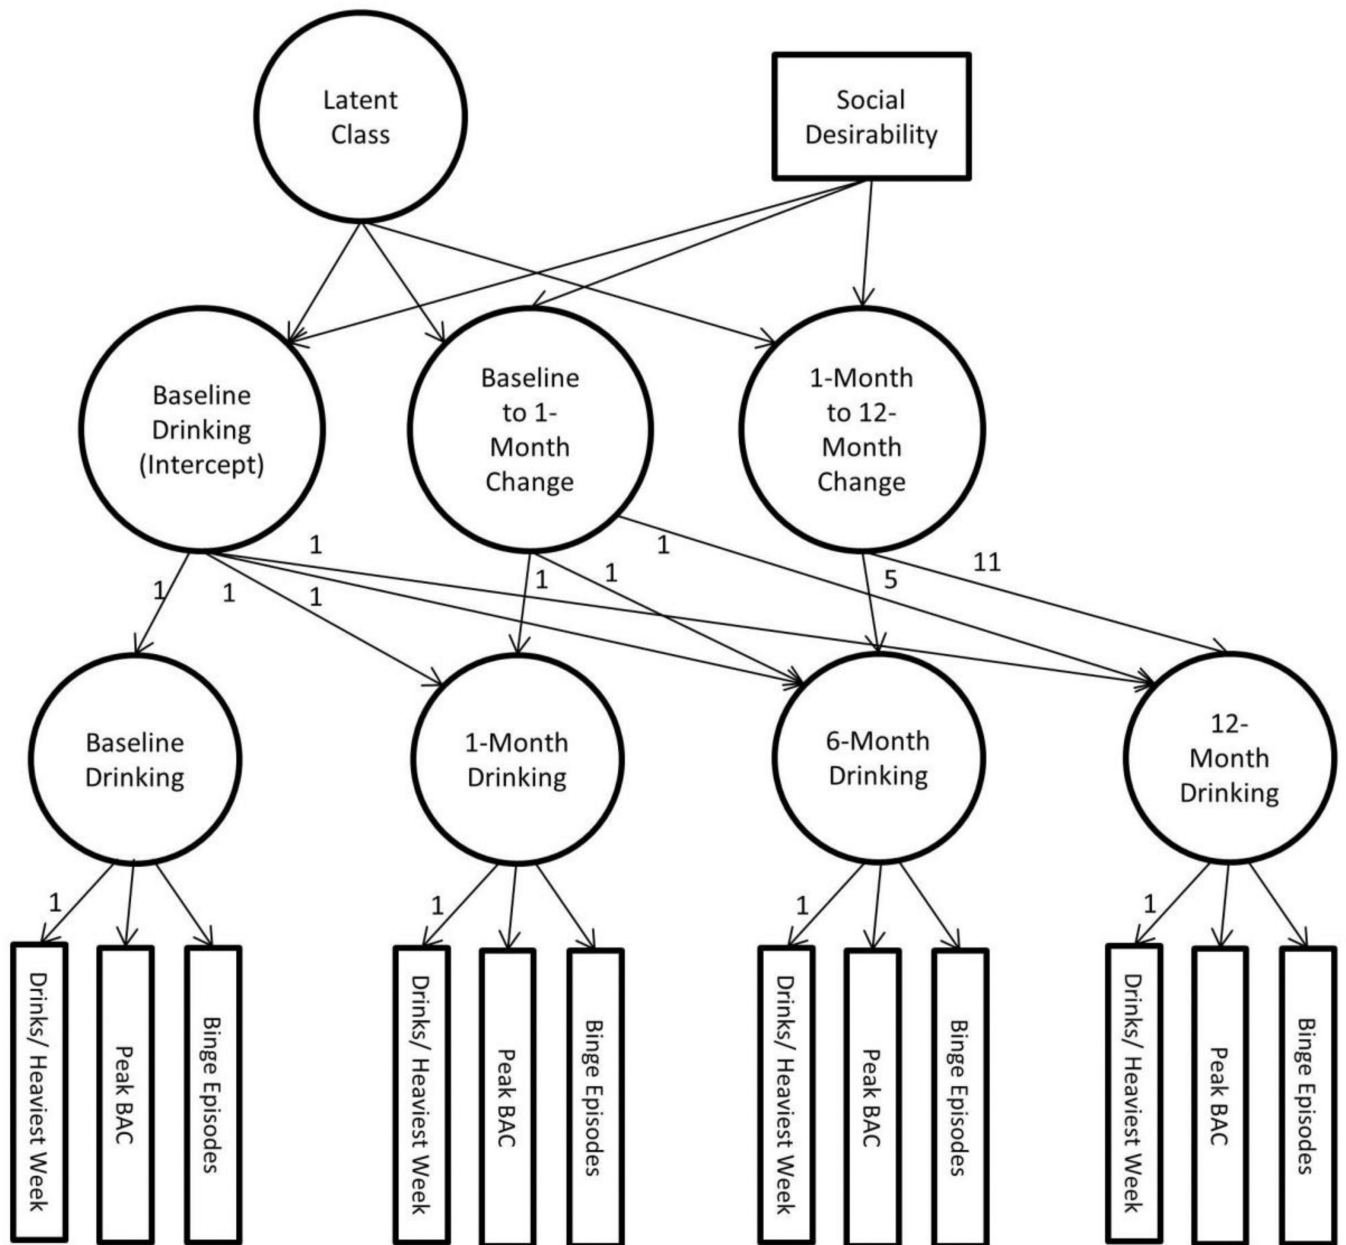 Latent
Class
Social
Desirability
Baseline
Drinking
(Intercept)
Baseline
to 1-
Month
Change
1-Month
to 12-
Month
Change
1
1
1
1
1
1
1
5
11
Baseline
Drinking
1-Month
Drinking
6-Month
Drinking
12-
Month
Drinking
1
1
1
1
Drinks/ Heaviest Week
Peak BAC
Binge Episodes
Drinks/ Heaviest Week
Peak BAC
Binge Episodes
Drinks/ Heaviest Week
Peak BAC
Binge Episodes
Drinks/ Heaviest Week
Peak BAC
Binge Episodes